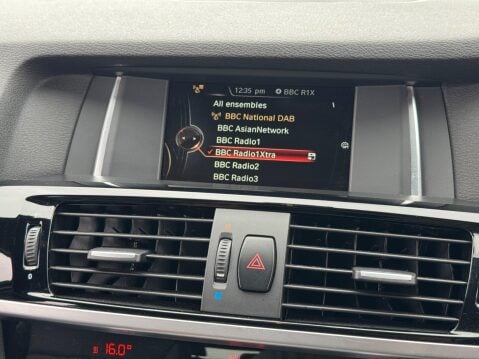 12:35 pm BBC R1X
All ensembles
BBC National DAB
BBC AsianNetwork
BBC Radio1
BBC Radio1Xtra
BBC Radio2
BBC Radio3
0
16.0°